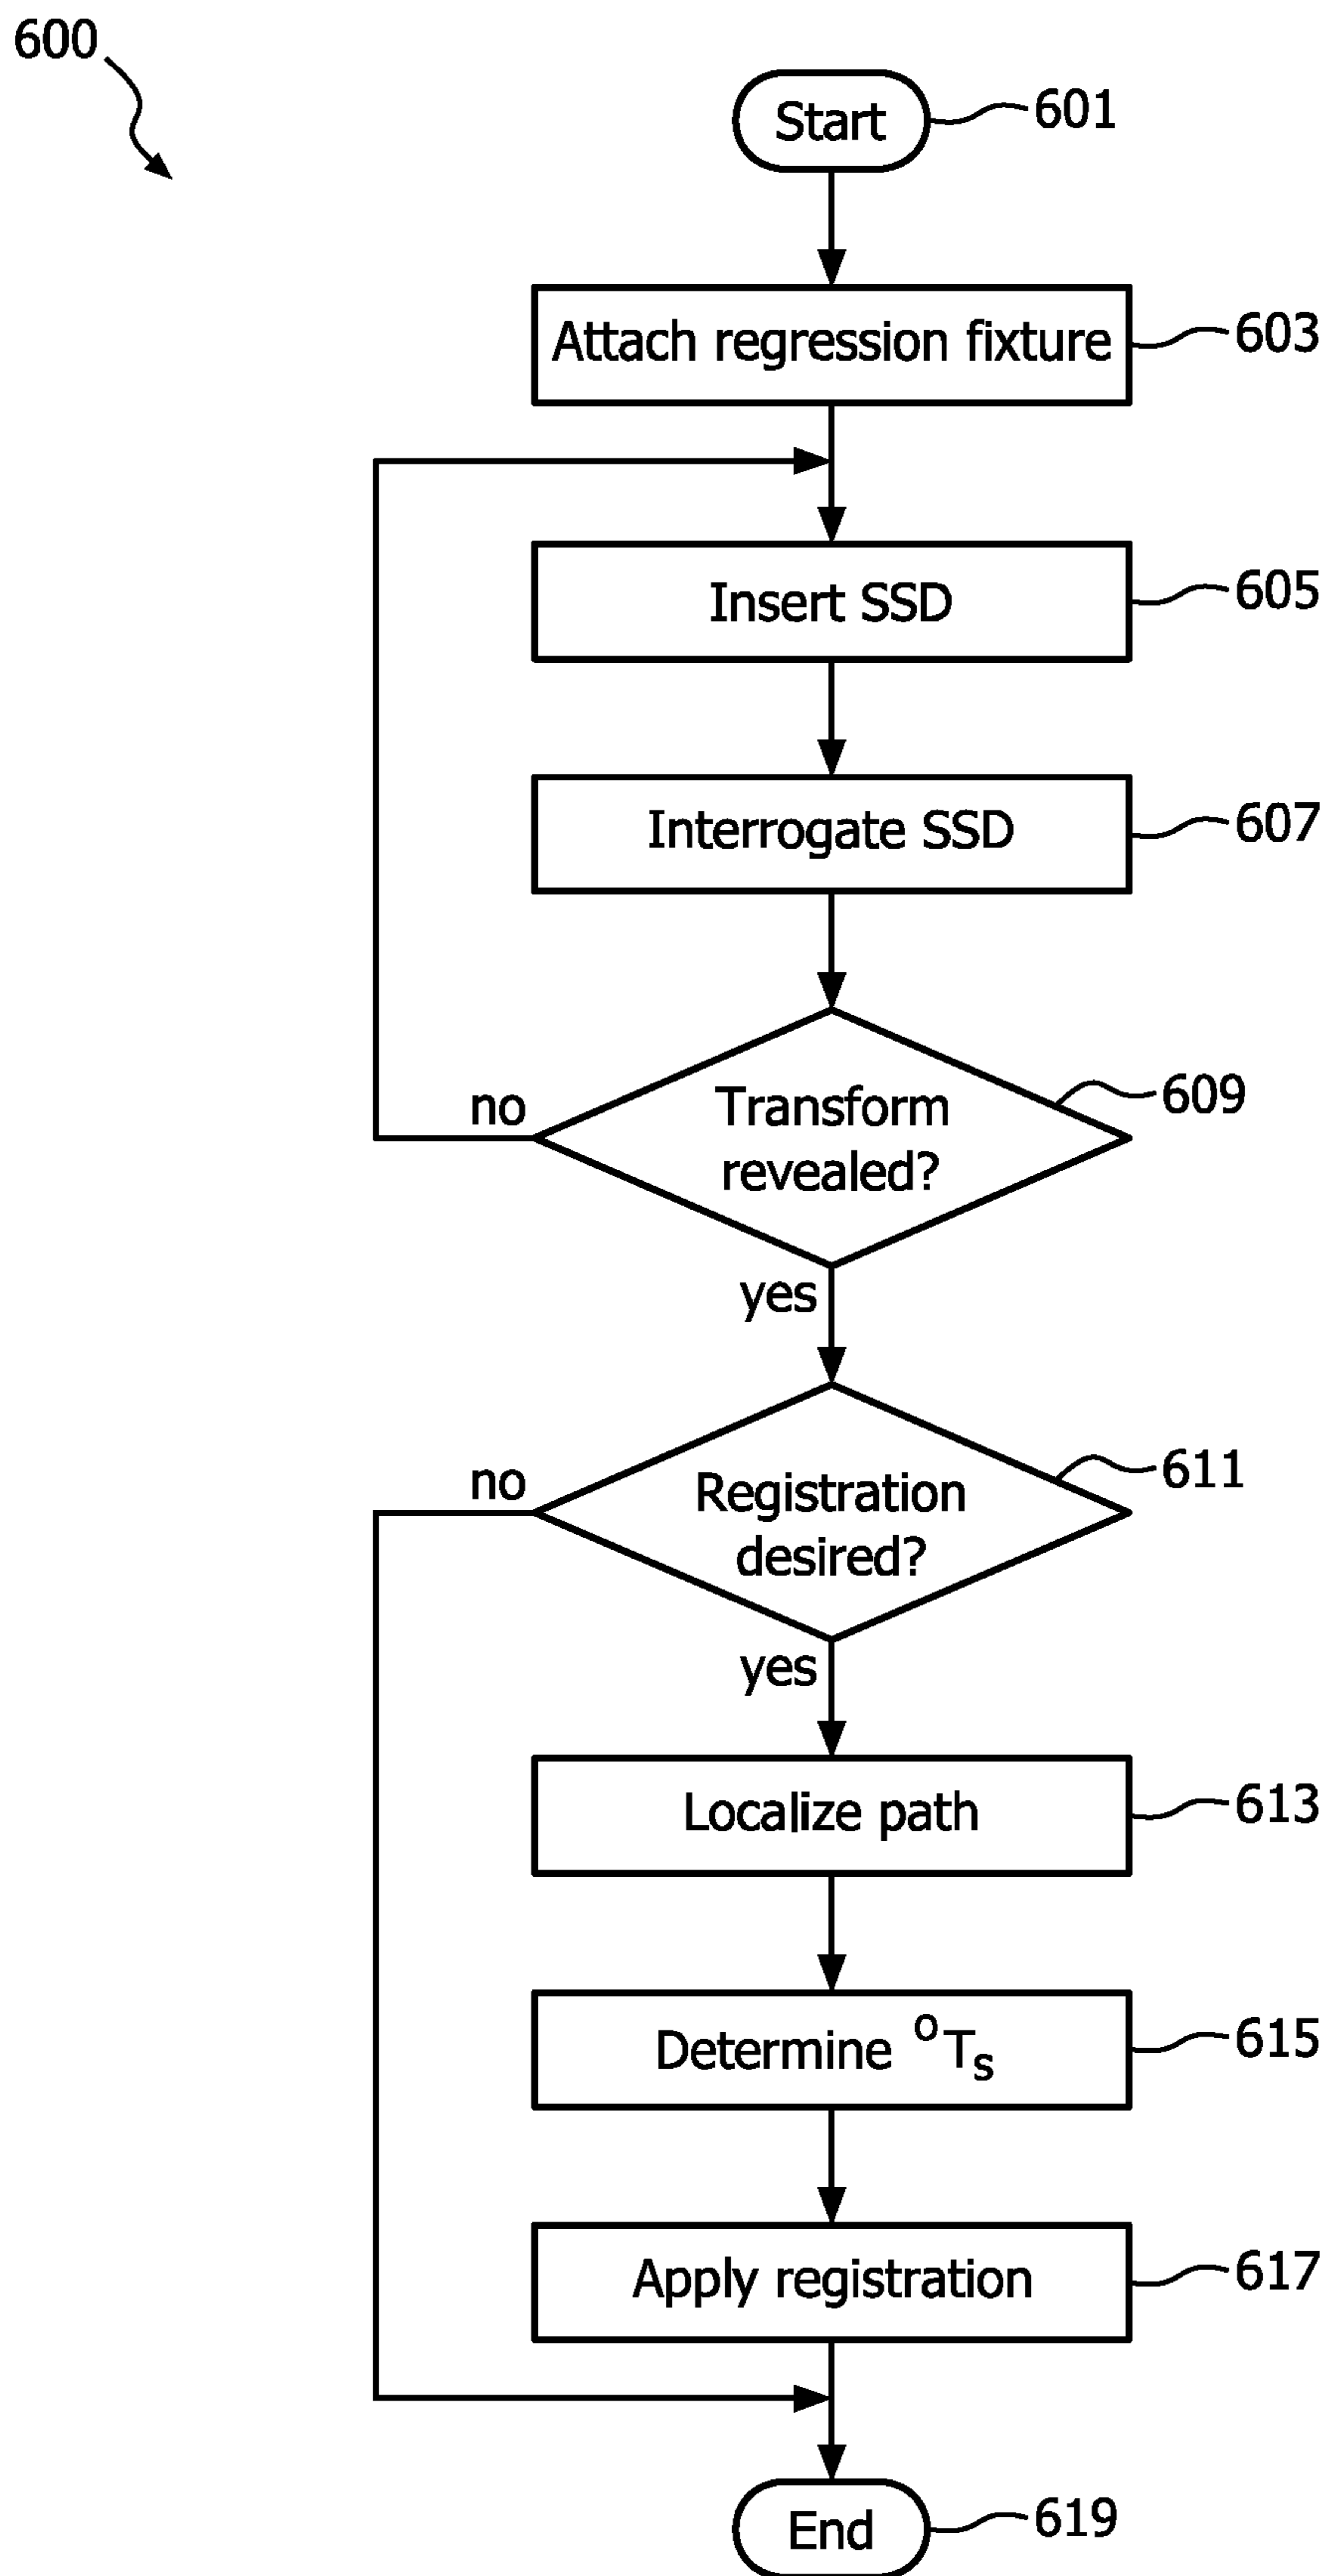 600
Start
601
Attach regression fixture
603
Insert SSD
605
Interrogate SSD
607
Transform
revealed?
609
no
yes
Registration
desired?
611
no
yes
Localize path
613
Determine ᴼTₛ
615
Apply registration
617
End
619